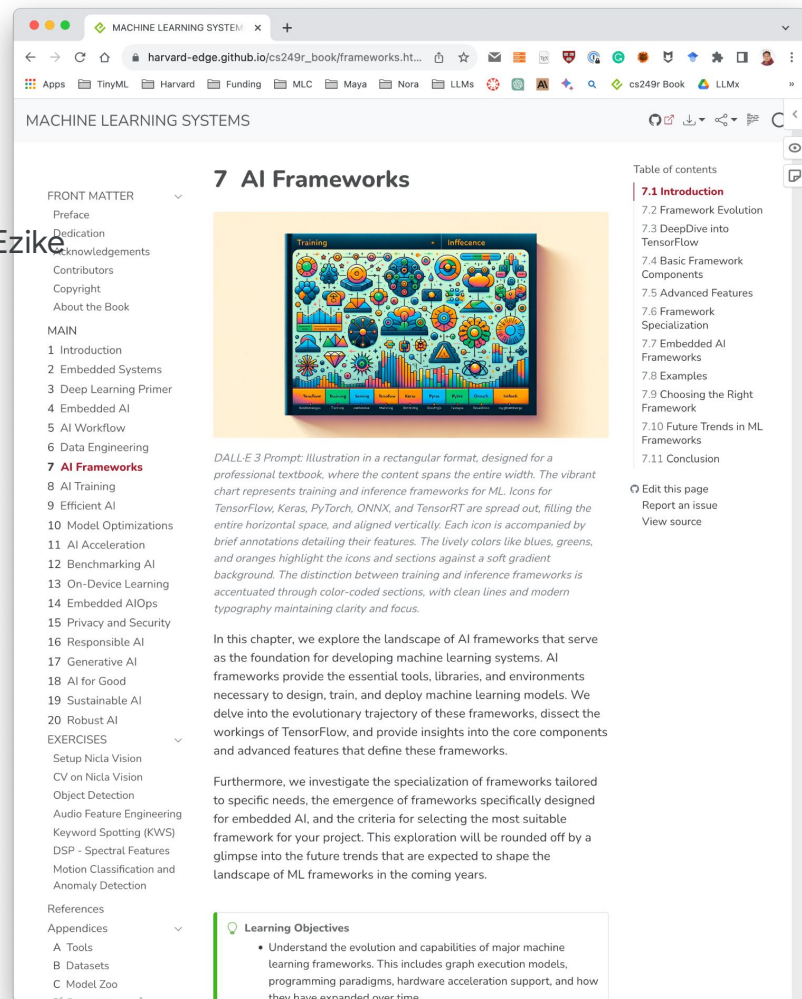 MACHINE LEARNING SYSTEM
harvard-edge.github.io/cs249r_book/frameworks.ht...
Apps TinyML Harvard Funding MLC Maya Nora LLMs cs249r Book LLMx »
MACHINE LEARNING SYSTEMS
FRONT MATTER
Preface
Dedication
Ezike
Acknowledgements
Contributors
Copyright
About the Book
MAIN
1 Introduction
2 Embedded Systems
3 Deep Learning Primer
4 Embedded AI
5 AI Workflow
6 Data Engineering
7 AI Frameworks
8 AI Training
9 Efficient AI
10 Model Optimizations
11 AI Acceleration
12 Benchmarking AI
13 On-Device Learning
14 Embedded AIOps
15 Privacy and Security
16 Responsible AI
17 Generative AI
18 AI for Good
19 Sustainable AI
20 Robust AI
EXERCISES
Setup Nicla Vision
CV on Nicla Vision
Object Detection
Audio Feature Engineering
Keyword Spotting (KWS)
DSP - Spectral Features
Motion Classification and
Anomaly Detection
References
Appendices
A Tools
B Datasets
C Model Zoo
7 AI Frameworks
Training Inffecence
DALL·E 3 Prompt: Illustration in a rectangular format, designed for a
professional textbook, where the content spans the entire width. The vibrant
chart represents training and inference frameworks for ML. Icons for
TensorFlow, Keras, PyTorch, ONNX, and TensorRT are spread out, filling the
entire horizontal space, and aligned vertically. Each icon is accompanied by
brief annotations detailing their features. The lively colors like blues, greens,
and oranges highlight the icons and sections against a soft gradient
background. The distinction between training and inference frameworks is
accentuated through color-coded sections, with clean lines and modern
typography maintaining clarity and focus.
In this chapter, we explore the landscape of AI frameworks that serve
as the foundation for developing machine learning systems. AI
frameworks provide the essential tools, libraries, and environments
necessary to design, train, and deploy machine learning models. We
delve into the evolutionary trajectory of these frameworks, dissect the
workings of TensorFlow, and provide insights into the core components
and advanced features that define these frameworks.
Furthermore, we investigate the specialization of frameworks tailored
to specific needs, the emergence of frameworks specifically designed
for embedded AI, and the criteria for selecting the most suitable
framework for your project. This exploration will be rounded off by a
glimpse into the future trends that are expected to shape the
landscape of ML frameworks in the coming years.
Learning Objectives
• Understand the evolution and capabilities of major machine
learning frameworks. This includes graph execution models,
programming paradigms, hardware acceleration support, and how
they have expanded over time.
Table of contents
7.1 Introduction
7.2 Framework Evolution
7.3 DeepDive into
TensorFlow
7.4 Basic Framework
Components
7.5 Advanced Features
7.6 Framework
Specialization
7.7 Embedded AI
Frameworks
7.8 Examples
7.9 Choosing the Right
Framework
7.10 Future Trends in ML
Frameworks
7.11 Conclusion
Edit this page
Report an issue
View source